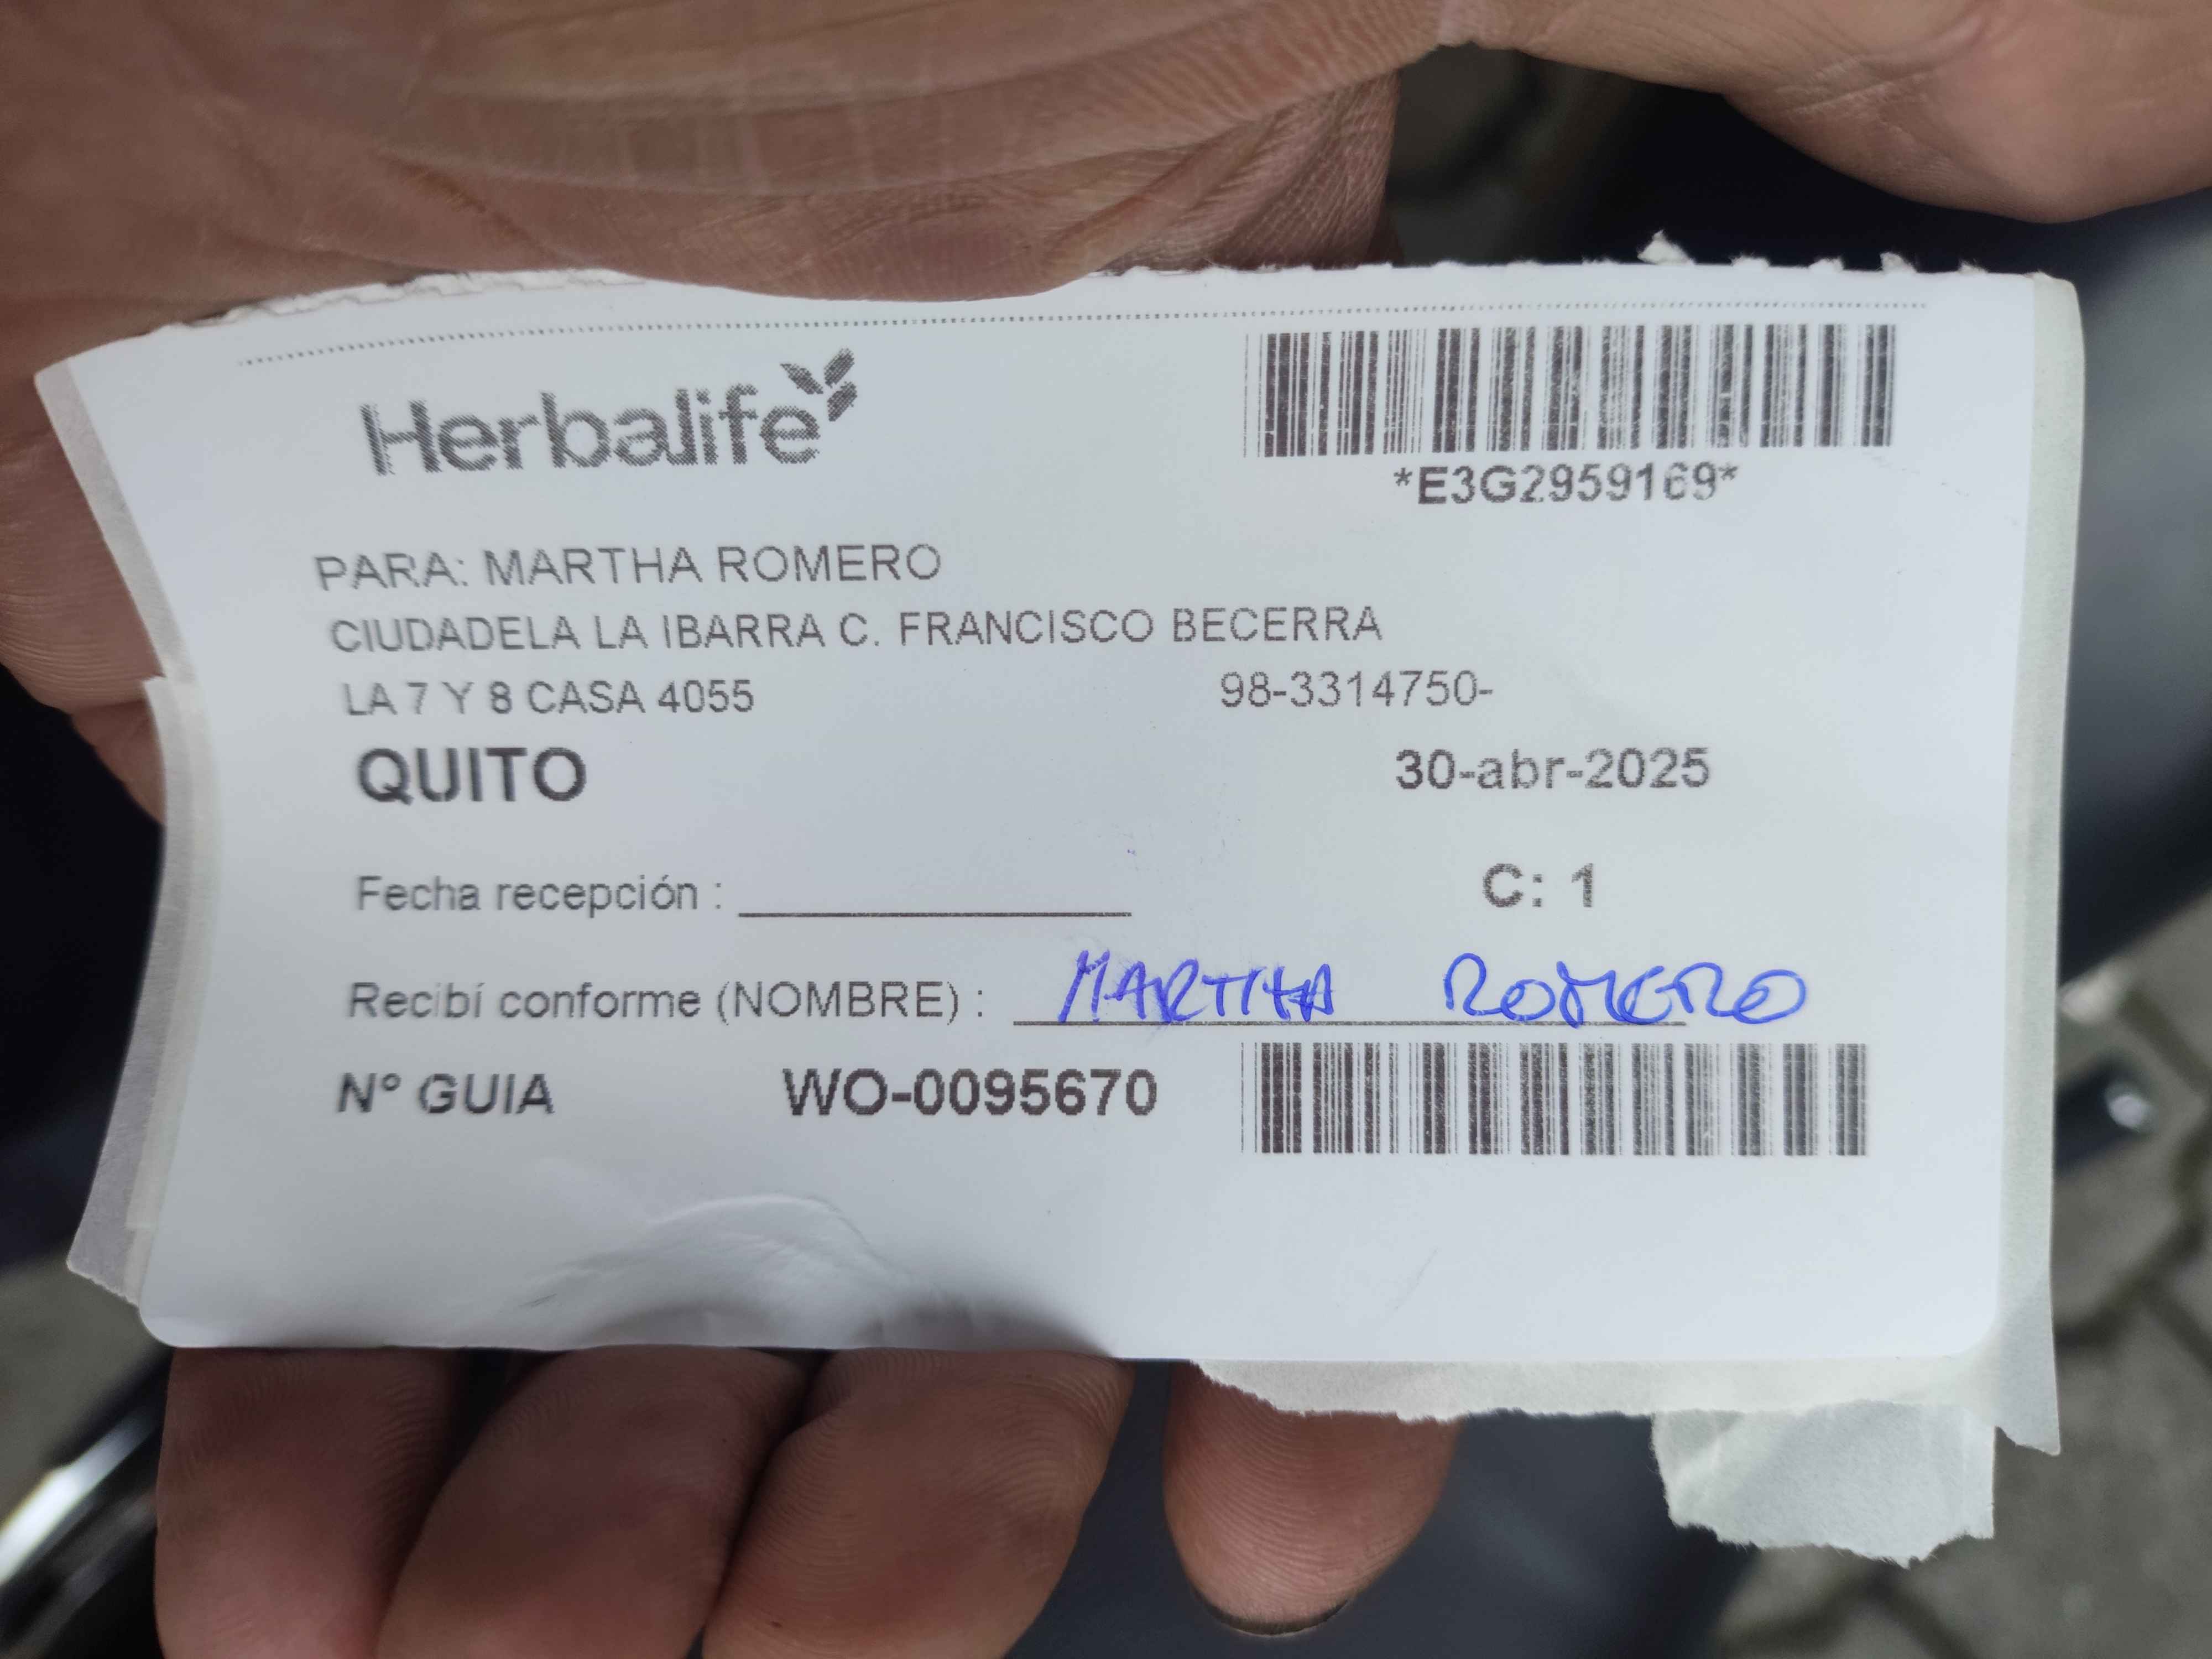 Herbalife
*E3G2959169*
PARA: MARTHA ROMERO
CIUDADELA LA IBARRA C. FRANCISCO BECERRA
LA 7 Y 8 CASA 4055 98-3314750-
QUITO 30-abr-2025
Fecha recepción : C: 1
Recibí conforme (NOMBRE) : MARTHA ROMERO
Nº GUIA WO-0095670